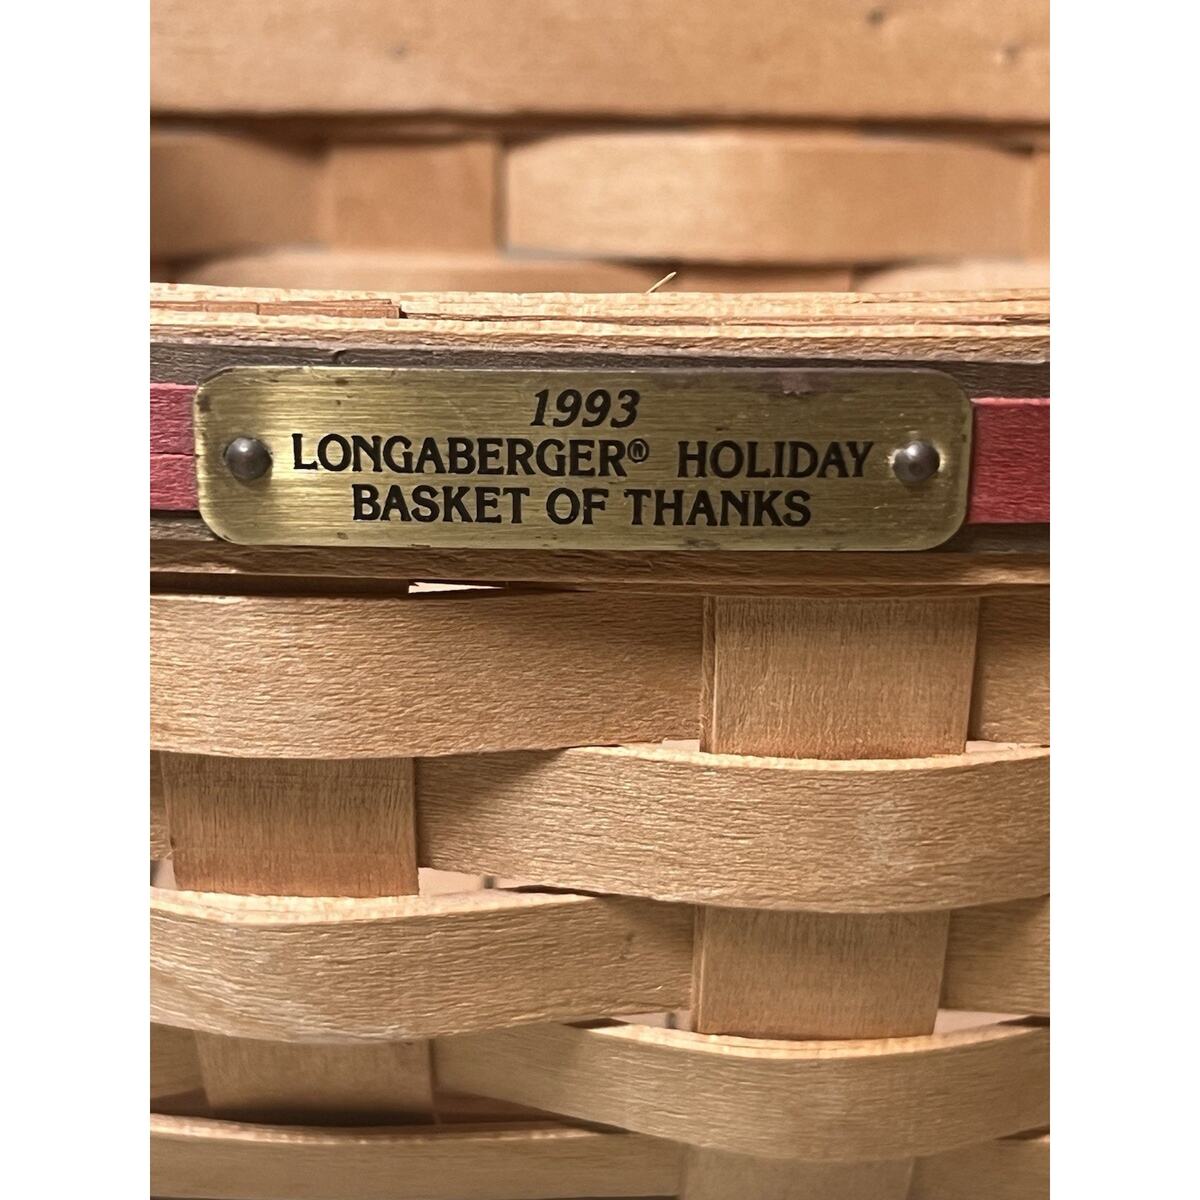 1993
LONGABERGER® HOLIDAY
BASKET OF THANKS